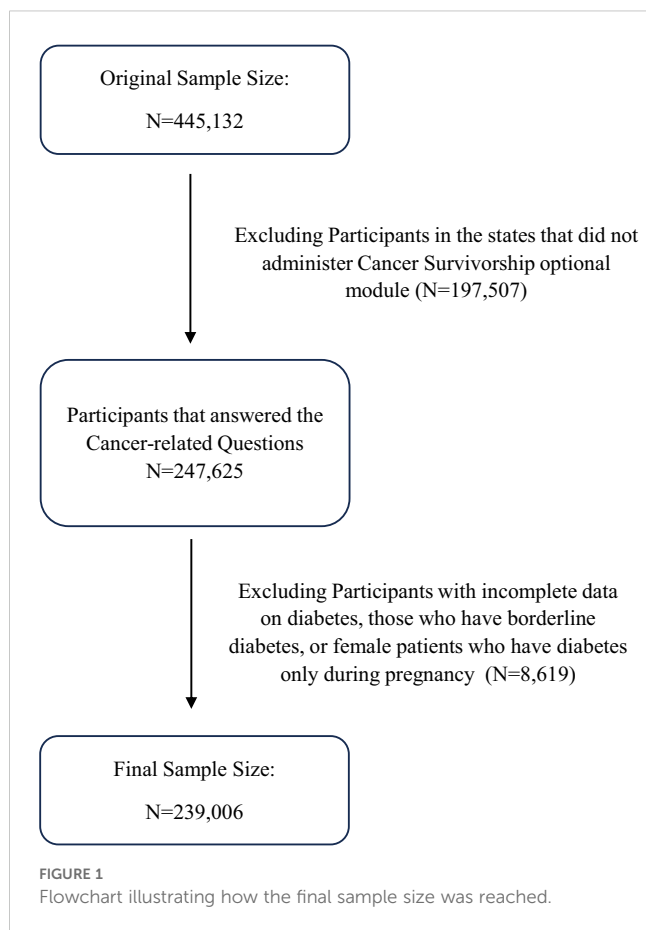 Original Sample Size:
N=445,132
Excluding Participants in the states that did not
administer Cancer Survivorship optional
module (N=197,507)
Participants that answered the
Cancer-related Questions
N=247,625
Excluding Participants with incomplete data
on diabetes, those who have borderline
diabetes, or female patients who have diabetes
only during pregnancy (N=8,619)
Final Sample Size:
N=239,006
FIGURE 1
Flowchart illustrating how the final sample size was reached.